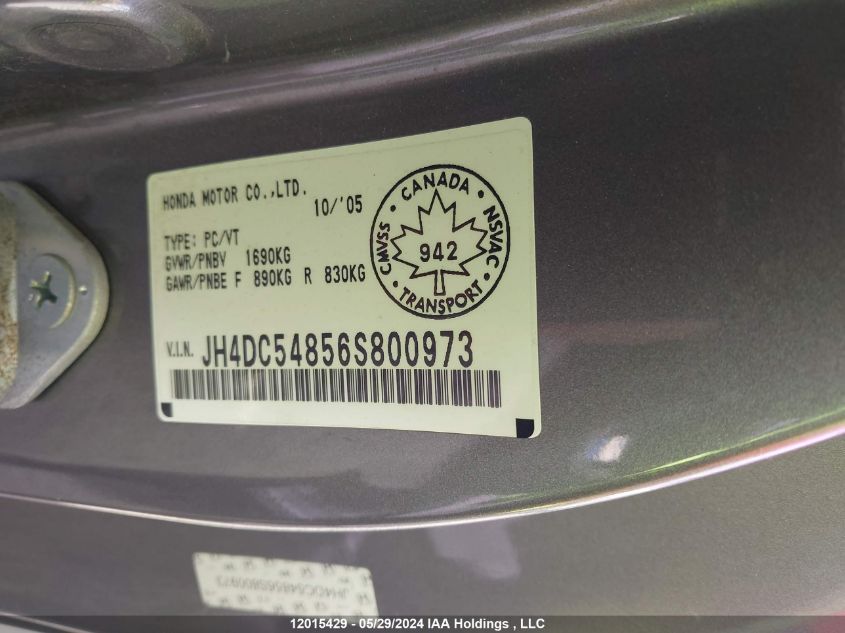 HONDA MOTOR CO.,LTD. 10/'05
TYPE: PC/VT
GVWR/PNBV 1690KG
GAWR/PNBE F 890KG R 830KG
• CANADA • NSVAC • TRANSPORT • CMVSS
942
V.I.N. JH4DC54856S800973
JH4DC54856S800973
12015429 - 05/29/2024 IAA Holdings , LLC